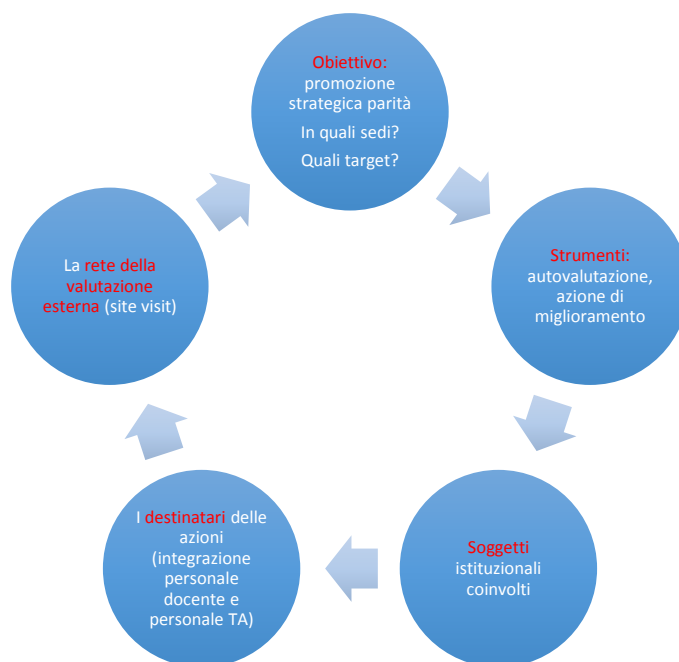 Obiettivo:
promozione
strategica parità
In quali sedi?
Quali target?
Strumenti:
autovalutazione,
azione di
miglioramento
Soggetti
istituzionali
coinvolti
I destinatari delle
azioni
(integrazione
personale
docente e
personale TA)
La rete della
valutazione
esterna (site visit)